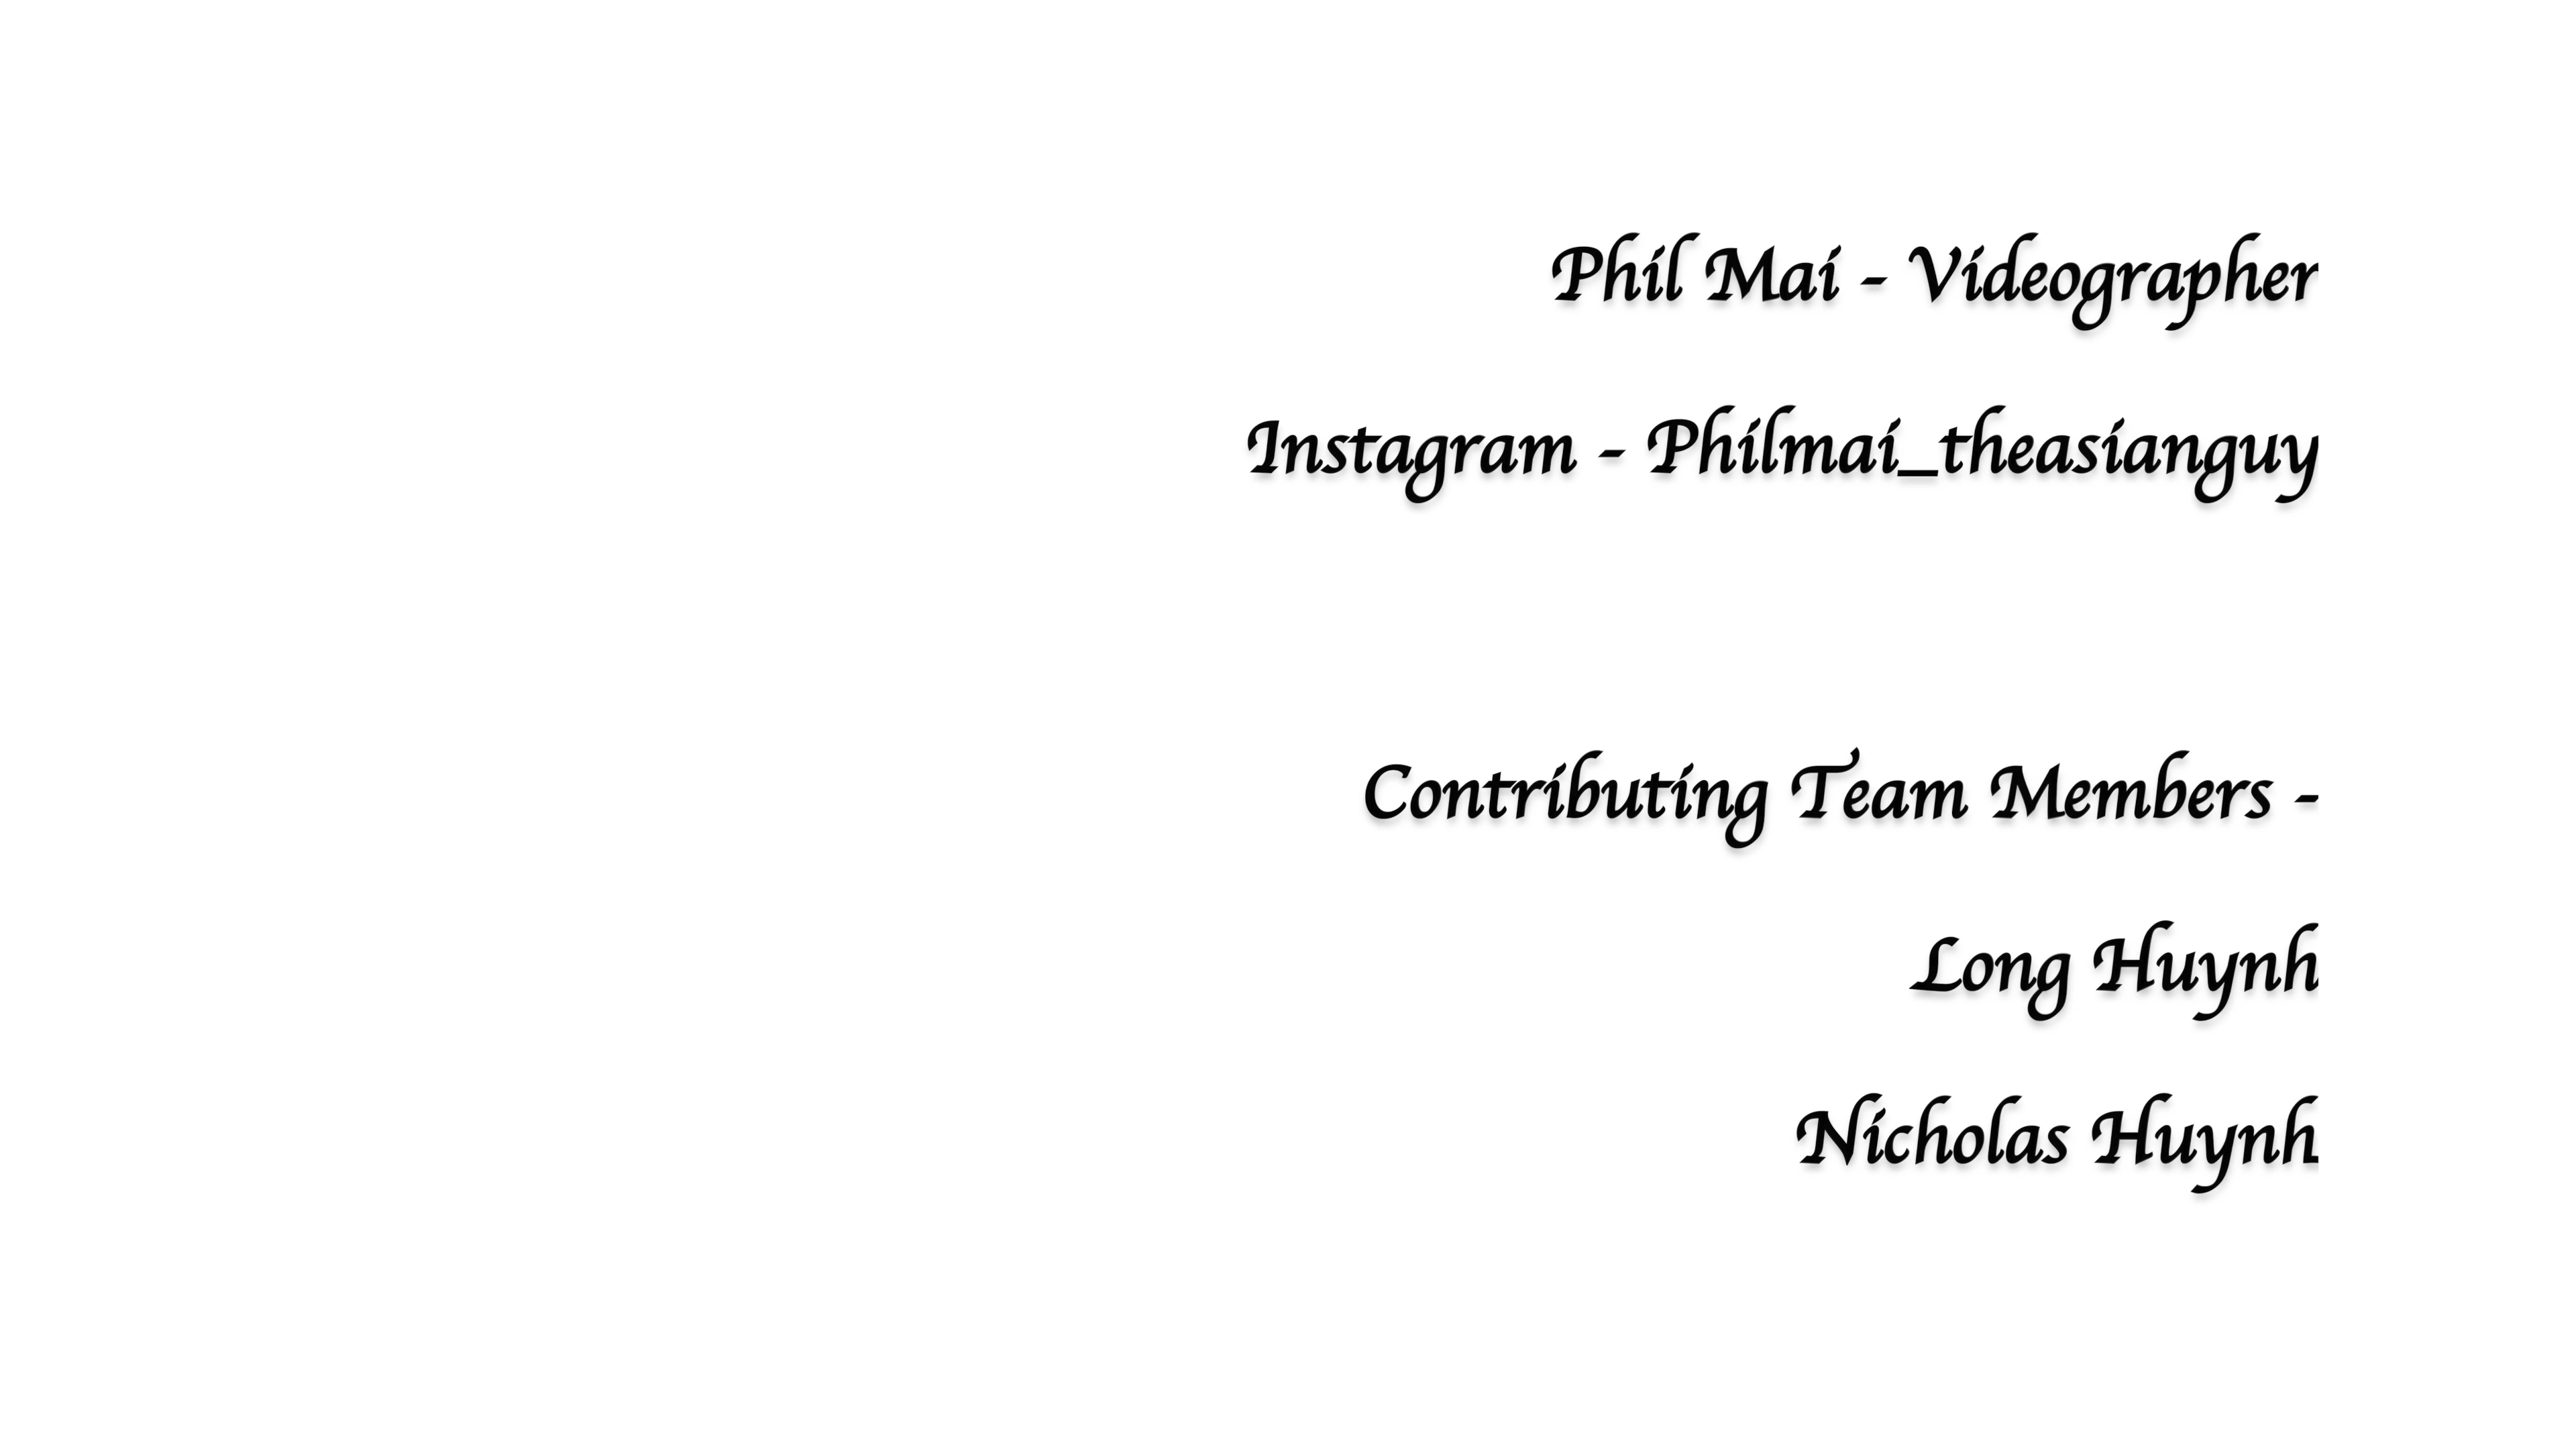 Phil Mai - Videographer
Instagram - Philmai_theasianguy
Contributing Team Members -
Long Huynh
Nicholas Huynh